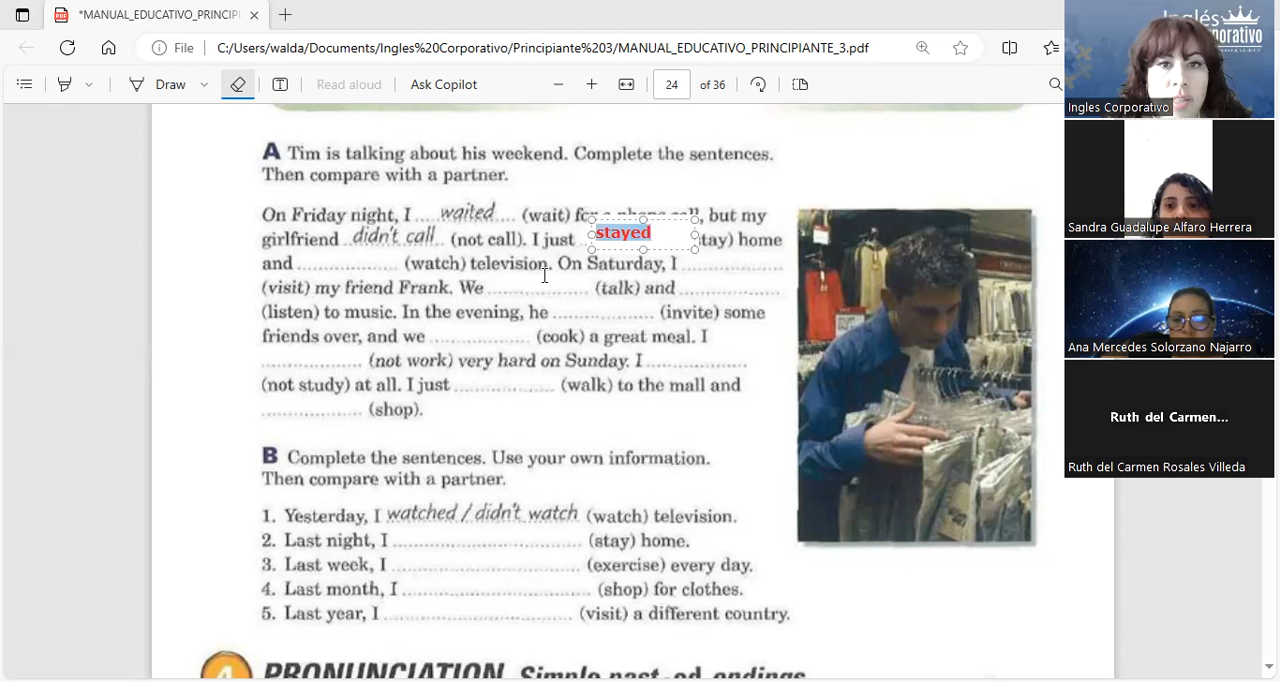 *MANUAL_EDUCATIVO_PRINCIPI
File
C:/Users/walda/Documents/Ingles%20Corporativo/Principante%203/MANUAL_EDUCATIVO_PRINCIPIANTE_3.pdf
Draw
Read aloud
Ask Copilot
24 of 36
Inglés
Ingles Corporativo
Sandra Guadalupe Alfaro Herrera
Ana Mercedes Solorzano Najarro
Ruth del Carmen...
Ruth del Carmen Rosales Villeda
A Tim is talking about his weekend. Complete the sentences.
Then compare with a partner.
On Friday night, I waited (wait) for a phone call, but my
girlfriend didn't call (not call). I just stayed stay) home
and (watch) television. On Saturday, I
(visit) my friend Frank. We (talk) and
(listen) to music. In the evening, he (invite) some
friends over, and we (cook) a great meal. I
(not work) very hard on Sunday. I
(not study) at all. I just (walk) to the mall and
(shop).
B Complete the sentences. Use your own information.
Then compare with a partner.
1. Yesterday, I watched / didn't watch (watch) television.
2. Last night, I (stay) home.
3. Last week, I (exercise) every day.
4. Last month, I (shop) for clothes.
5. Last year, I (visit) a different country.
4 PRONUNCIATION Simple past -ed endings